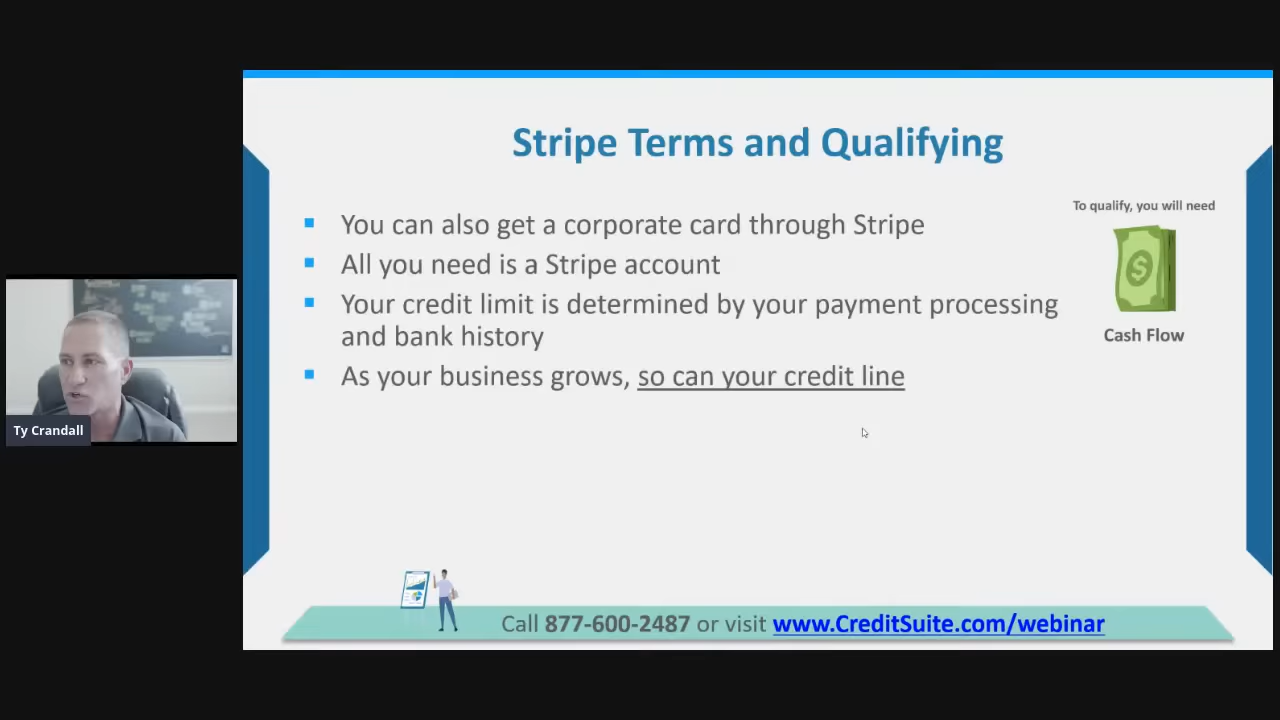 Stripe Terms and Qualifying
To qualify, you will need
You can also get a corporate card through Stripe
All you need is a Stripe account
Your credit limit is determined by your payment processing
and bank history
Cash Flow
As your business grows, so can your credit line
Ty Crandall
Call 877-600-2487 or visit www.CreditSuite.com/webinar